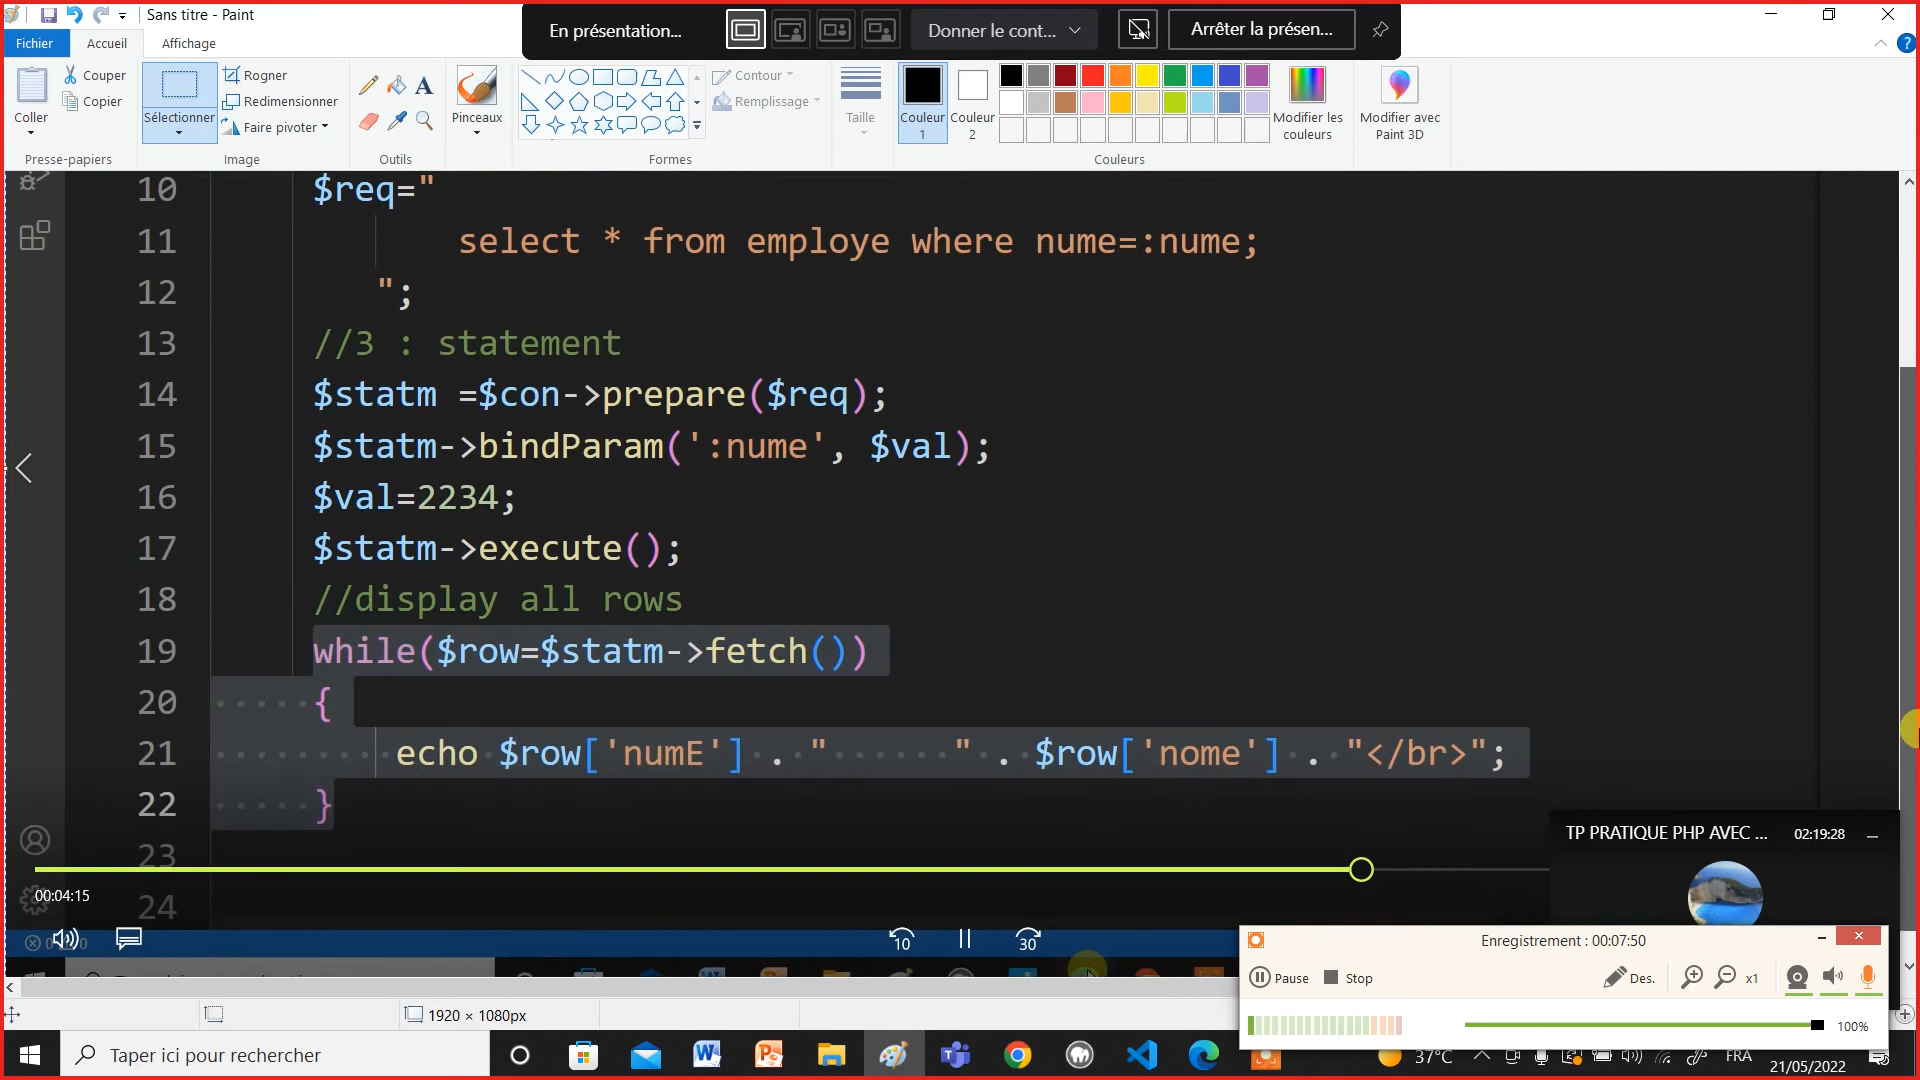 Sans titre - Paint
En présentation...
Donner le cont...
Arrêter la présen...
Fichier
Accueil
Affichage
Coller
Couper
Copier
Presse-papiers
Sélectionner
Rogner
Redimensionner
Faire pivoter
Image
A
Outils
Pinceaux
Formes
Contour
Remplissage
Taille
Couleur 1
Couleur 2
Modifier les couleurs
Couleurs
Modifier avec Paint 3D
10 $req="
11 select * from employe where nume=:nume;
12 ";
13 //3 : statement
14 $statm =$con->prepare($req);
15 $statm->bindParam(':nume', $val);
16 $val=2234;
17 $statm->execute();
18 //display all rows
19 while($row=$statm->fetch())
20 {
21 echo $row['numE'] . " " . $row['nome'] . "</br>";
22 }
23
24
TP PRATIQUE PHP AVEC ...
02:19:28
00:04:15
10
30
Enregistrement : 00:07:50
Pause
Stop
Des.
x1
100%
1920 × 1080px
Taper ici pour rechercher
37°C
FRA
21/05/2022